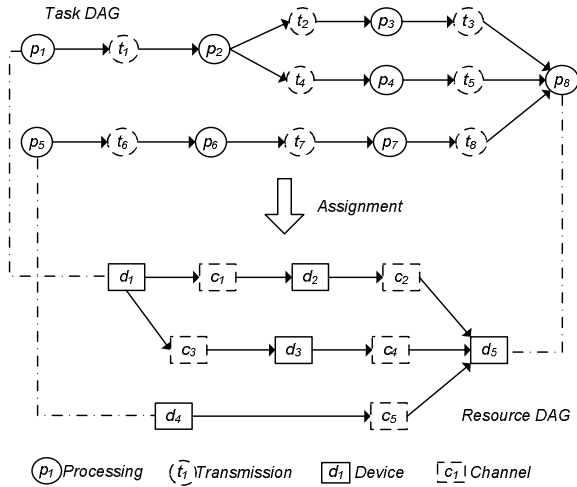 Task DAG
t2 p3 t3
p1 t1 p2
t4 p4 t5 p8
p5 t6 p6 t7 p7 t8
Assignment
d1 c1 d2 c2
c3 d3 c4 d5
d4 c5 Resource DAG
p1 Processing t1 Transmission d1 Device c1 Channel